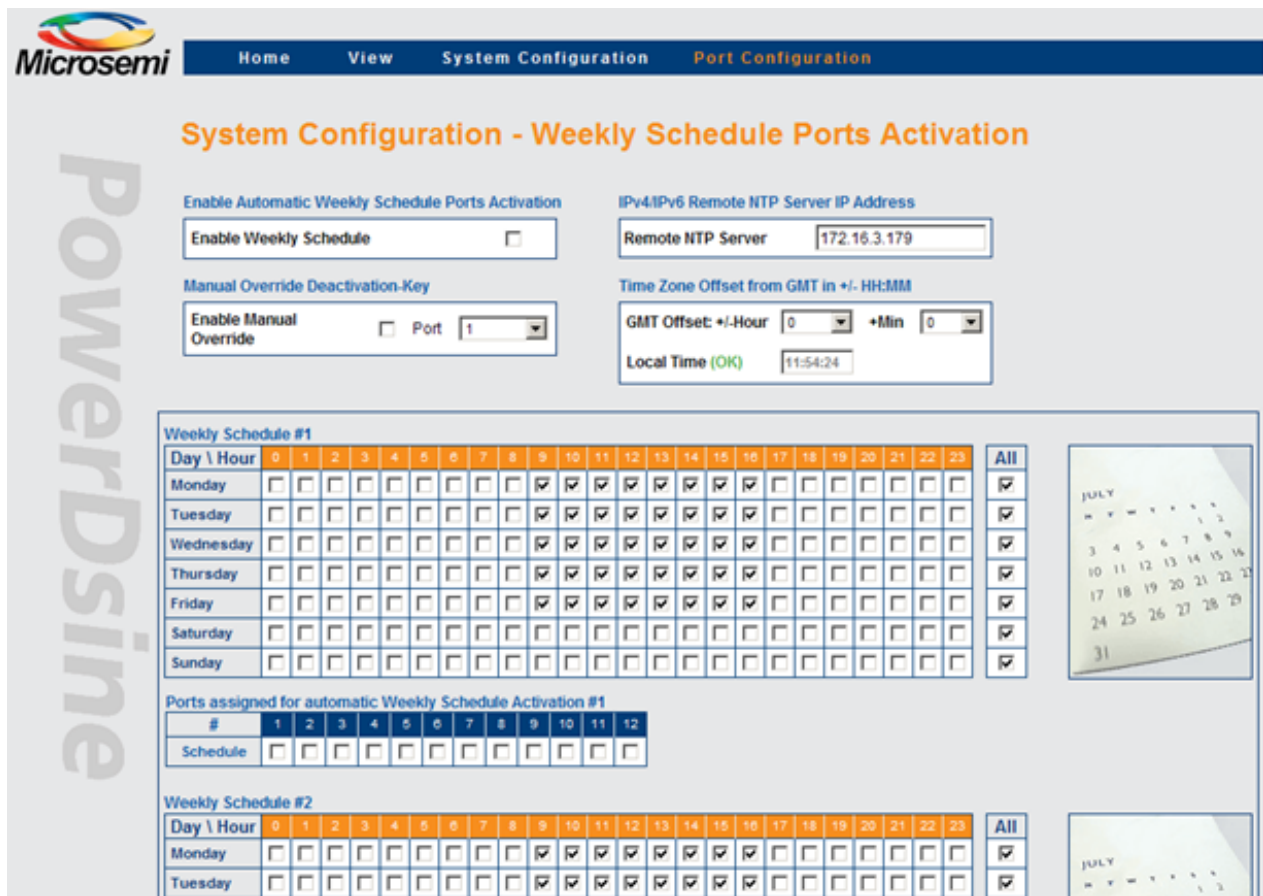 Microsemi
Home View System Configuration Port Configuration
PowerDsine
System Configuration - Weekly Schedule Ports Activation
Enable Automatic Weekly Schedule Ports Activation
Enable Weekly Schedule
IPv4/IPv6 Remote NTP Server IP Address
Remote NTP Server 172.16.3.179
Manual Override Deactivation-Key
Enable Manual Override Port 1
Time Zone Offset from GMT in +/- HH:MM
GMT Offset: +/-Hour 0 +Min 0
Local Time (OK) 11:54:24
Weekly Schedule #1
Day \ Hour 0 1 2 3 4 5 6 7 8 9 10 11 12 13 14 15 16 17 18 19 20 21 22 23 All
Monday
Tuesday
Wednesday
Thursday
Friday
Saturday
Sunday
JULY
M T W T F S S
1 2
3 4 5 6 7 8 9
10 11 12 13 14 15 16
17 18 19 20 21 22
24 25 26 27 28 29
31
Ports assigned for automatic Weekly Schedule Activation #1
# 1 2 3 4 5 6 7 8 9 10 11 12
Schedule
Weekly Schedule #2
Day \ Hour 0 1 2 3 4 5 6 7 8 9 10 11 12 13 14 15 16 17 18 19 20 21 22 23 All
Monday
Tuesday
JULY